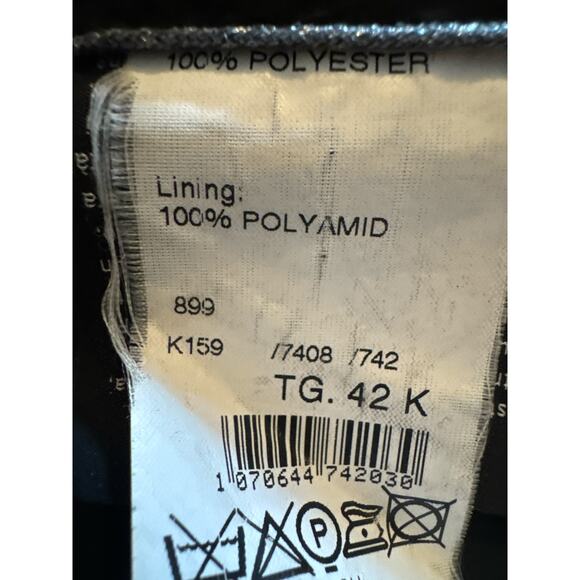 100% POLYESTER
Lining:
100% POLYAMID
899
K159 /7408 /742
TG. 42 K
1 070644 742030
P